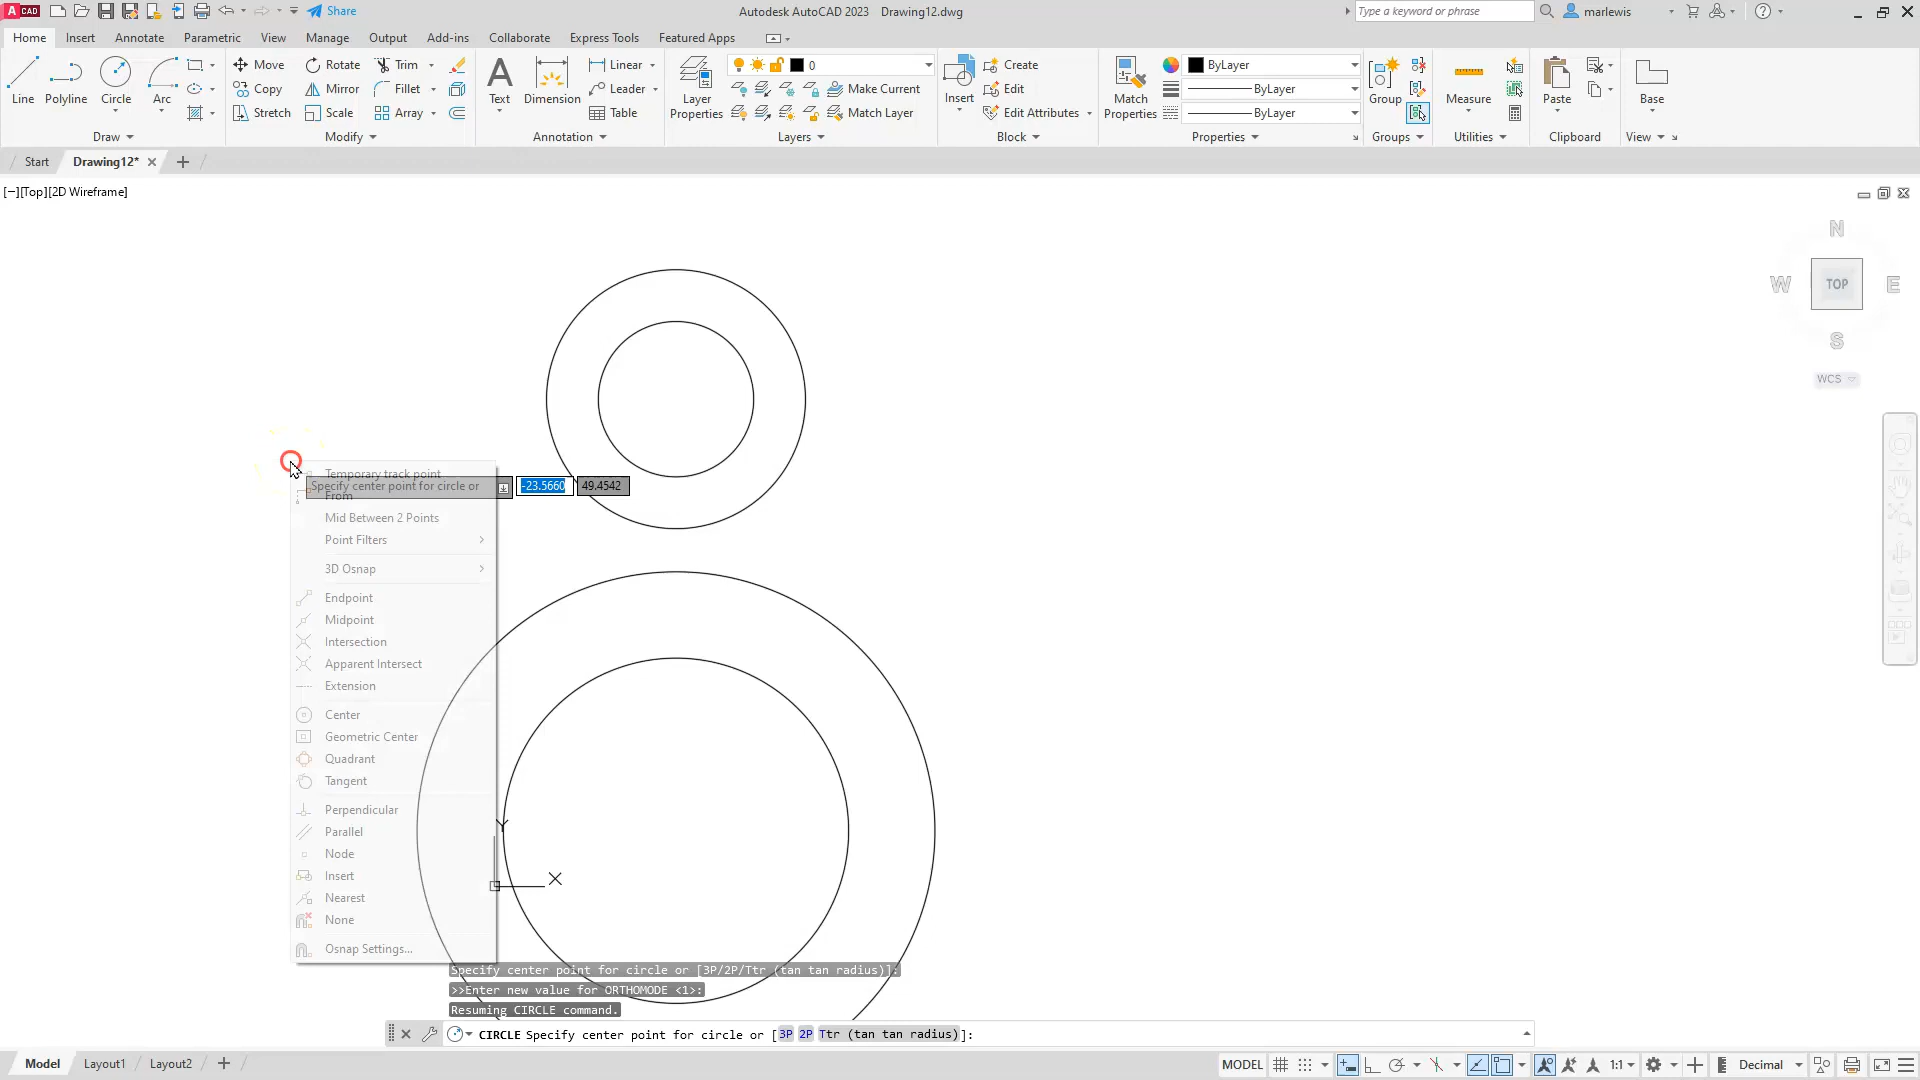 A CAD Share Autodesk AutoCAD 2023 Drawing12.dwg Type a keyword or phrase marlewis
Home Insert Annotate Parametric View Manage Output Add-ins Collaborate Express Tools Featured Apps
Line Polyline Circle Arc
Draw
Move Rotate Trim
Copy Mirror Fillet
Stretch Scale Array
Modify
Text Dimension
Linear
Leader
Table
Annotation
Layer Properties
0
Make Current
Match Layer
Layers
Insert
Create
Edit
Edit Attributes
Block
Match Properties
ByLayer
ByLayer
ByLayer
Properties
Group
Groups
Measure
Utilities
Paste
Clipboard
Base
View
Start Drawing12*
[−][Top][2D Wireframe]
N
W TOP E
S
WCS
Temporary track point
Specify center point for circle or -23.5660 49.4542
From
Mid Between 2 Points
Point Filters
3D Osnap
Endpoint
Midpoint
Intersection
Apparent Intersect
Extension
Center
Geometric Center
Quadrant
Tangent
Perpendicular
Parallel
Node
Insert
Nearest
None
Osnap Settings...
Y
X
Specify center point for circle or [3P/2P/Ttr (tan tan radius)]:
>>Enter new value for ORTHOMODE <1>:
Resuming CIRCLE command.
CIRCLE Specify center point for circle or [3P 2P Ttr (tan tan radius)]:
Model Layout1 Layout2 MODEL 1:1 Decimal